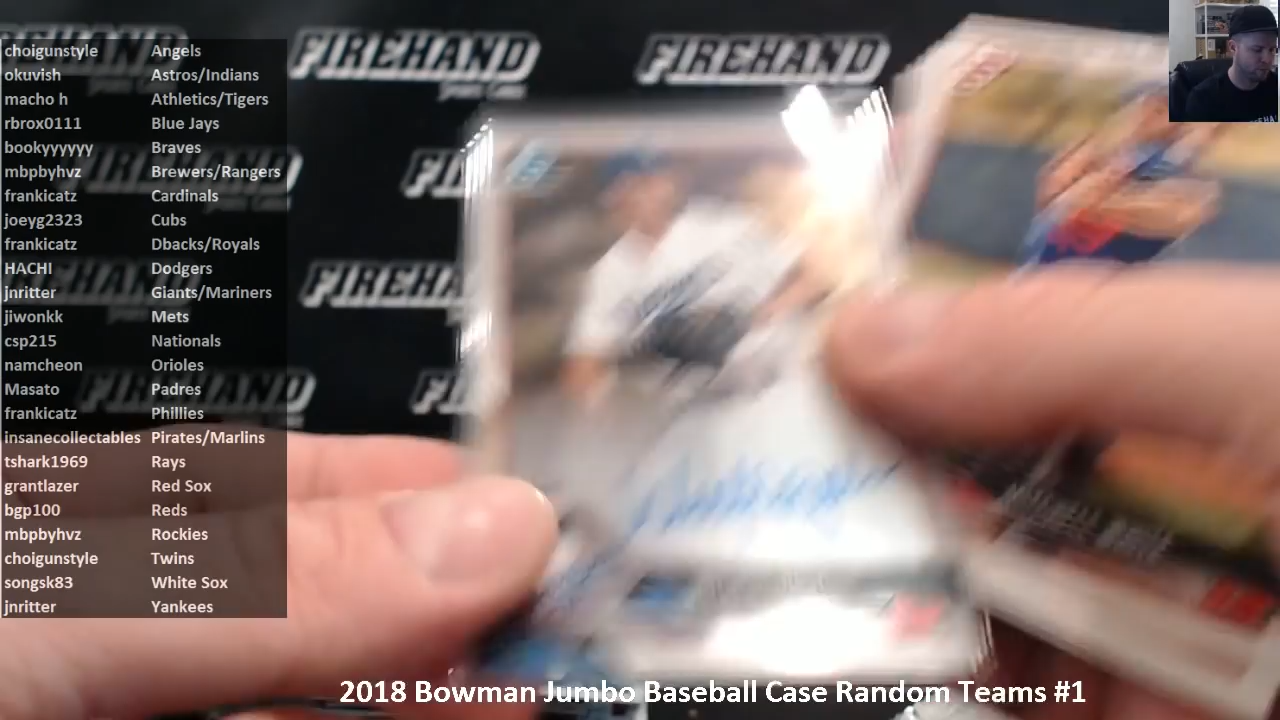 FIREHAND FIREHAND
choigunstyle Angels
okuvish Astros/Indians
macho h Athletics/Tigers
rbrox0111 Blue Jays
bookyyyyyy Braves
mbpbyhvz Brewers/Rangers
frankicatz Cardinals
joeyg2323 Cubs
frankicatz Dbacks/Royals
HACHI Dodgers
jnritter Giants/Mariners
jiwonkk Mets
csp215 Nationals
namcheon Orioles
Masato Padres
frankicatz Phillies
insanecollectables Pirates/Marlins
tshark1969 Rays
grantlazer Red Sox
bgp100 Reds
mbpbyhvz Rockies
choigunstyle Twins
songsk83 White Sox
jnritter Yankees
2018 Bowman Jumbo Baseball Case Random Teams #1